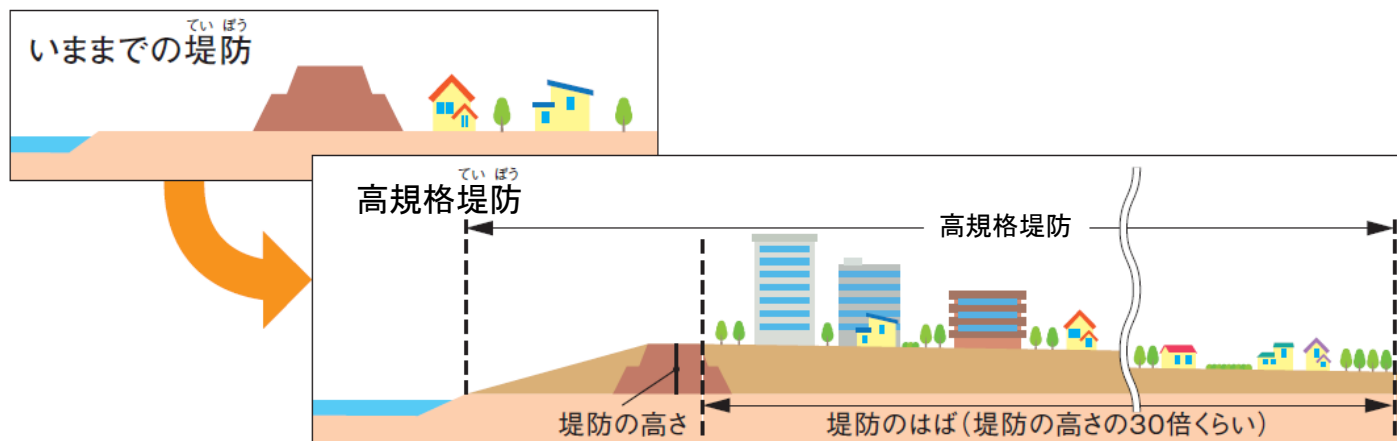 てい ぼう
いままでの堤防
てい ぼう
高規格堤防
高規格堤防
堤防の高さ
堤防のはば(堤防の高さの30倍くらい)